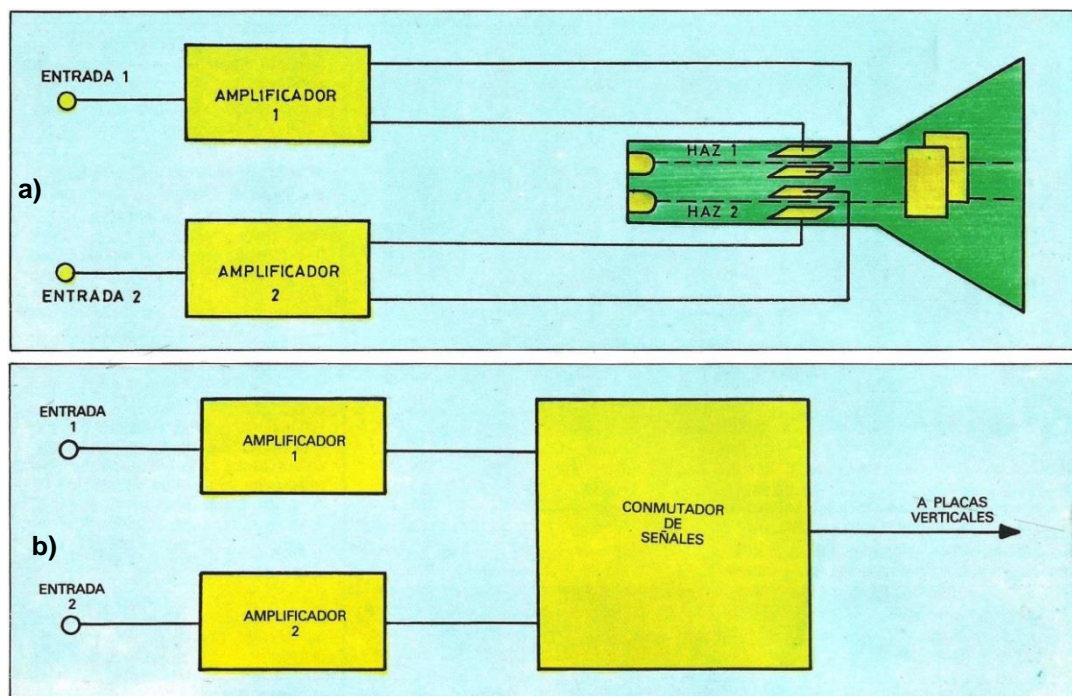 ENTRADA 1
AMPLIFICADOR
1
HAZ 1
a)
HAZ 2
ENTRADA 2
AMPLIFICADOR
2
ENTRADA
1
AMPLIFICADOR
1
CONMUTADOR
DE
SEÑALES
A PLACAS
VERTICALES
b)
ENTRADA
2
AMPLIFICADOR
2